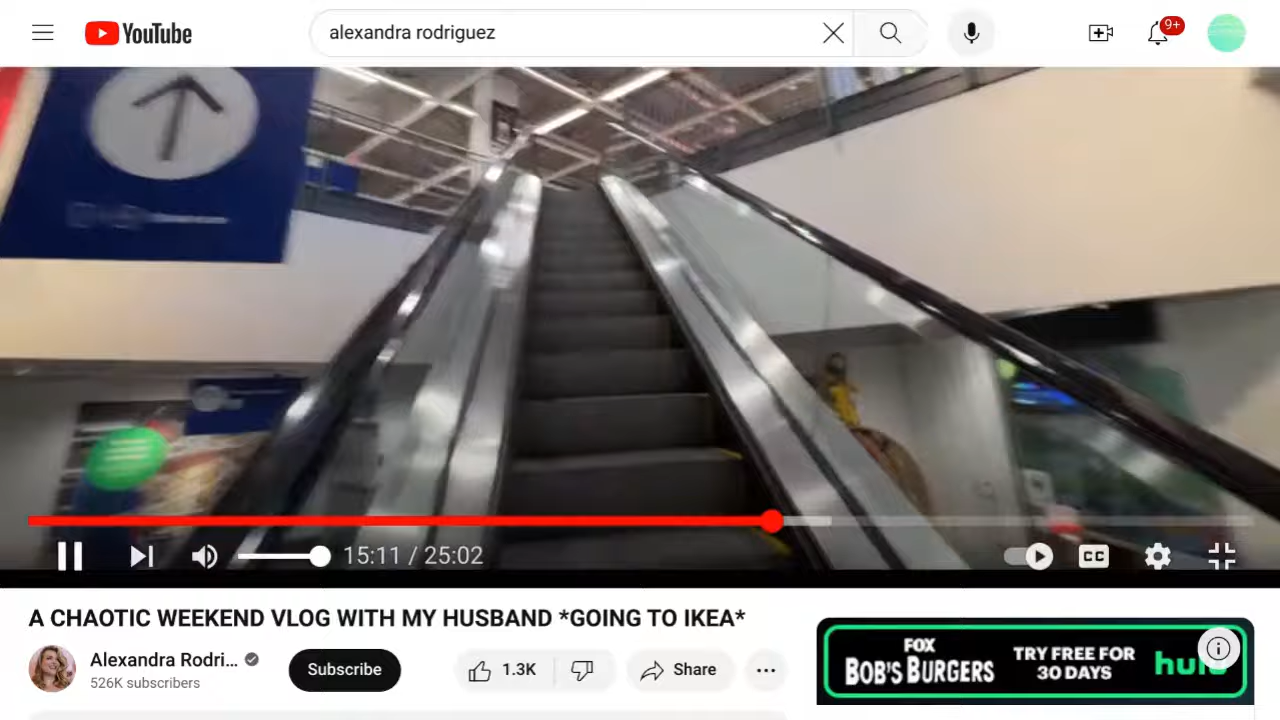 YouTube
alexandra rodriguez
9+
15:11 / 25:02
CC
A CHAOTIC WEEKEND VLOG WITH MY HUSBAND *GOING TO IKEA*
Alexandra Rodri...
526K subscribers
Subscribe
1.3K
Share
FOX
BOB'S BURGERS
TRY FREE FOR
30 DAYS
hulu